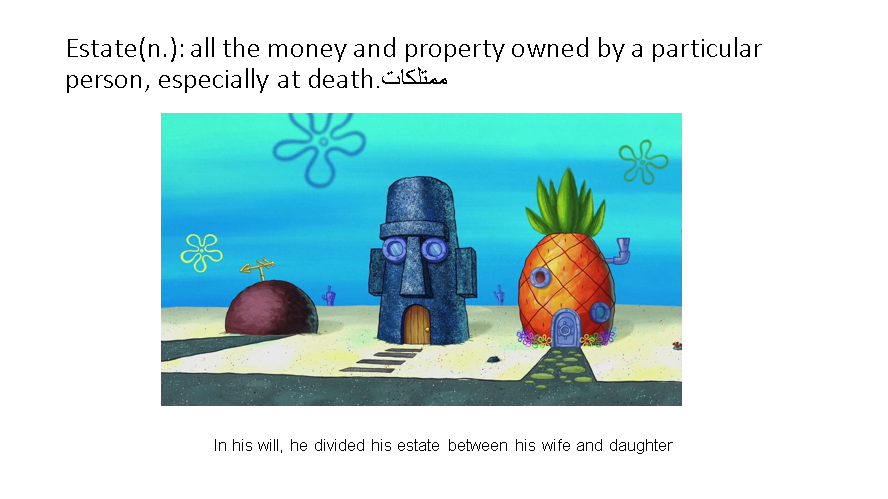 Estate(n.): all the money and property owned by a particular
person, especially at death.ممتلكات
In his will, he divided his estate between his wife and daughter